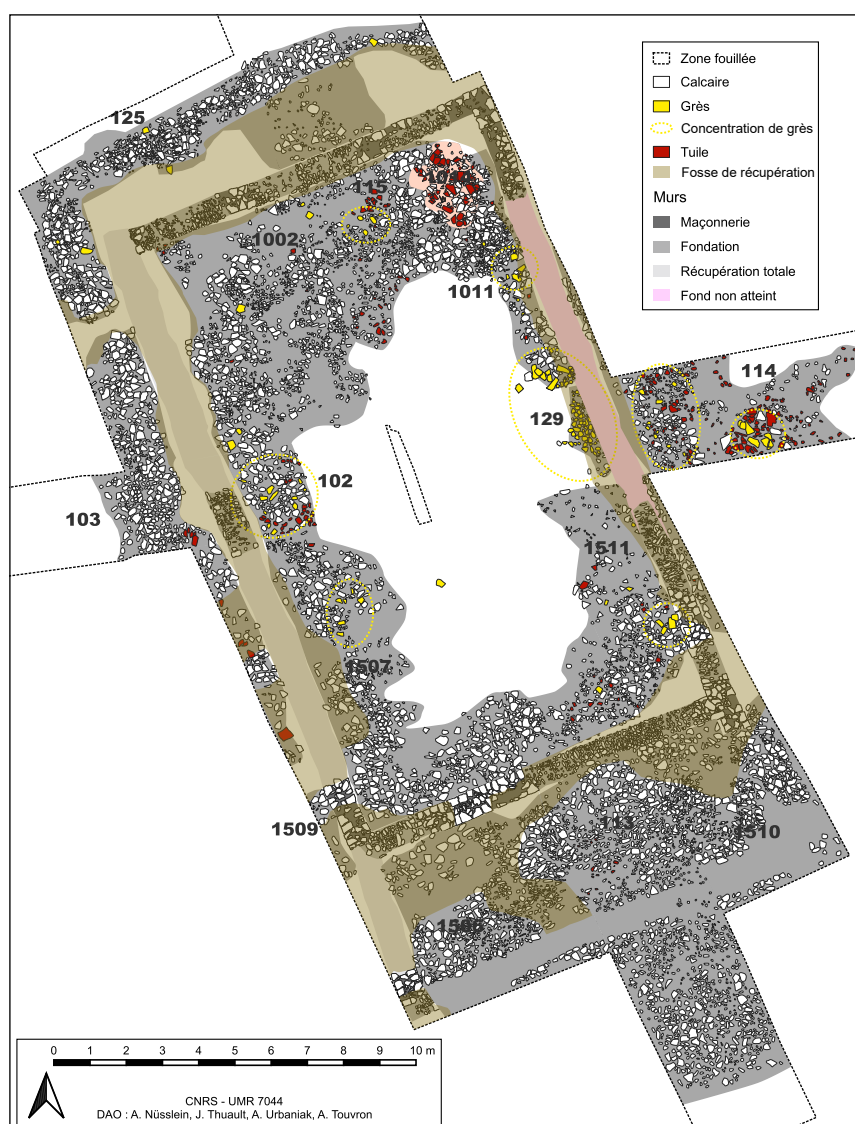 Zone fouillée
Calcaire
Grès
Concentration de grès
Tuile
Fosse de récupération
Murs
Maçonnerie
Fondation
Récupération totale
Fond non atteint
125
115
1002
1011
114
129
102
103
1511
1507
1509
113
1510
0 1 2 3 4 5 6 7 8 9 10 m
CNRS - UMR 7044
DAO : A. Nüsslein, J. Thuault, A. Urbaniak, A. Touvron